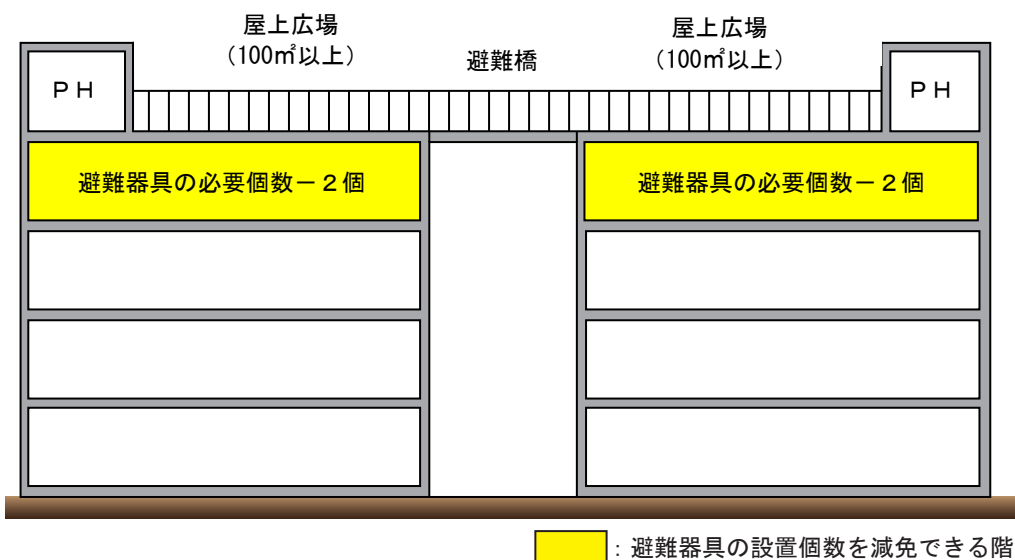 屋上広場
(100㎡以上)
避難橋
屋上広場
(100㎡以上)
ＰＨ
ＰＨ
避難器具の必要個数－２個
避難器具の必要個数－２個
：避難器具の設置個数を減免できる階